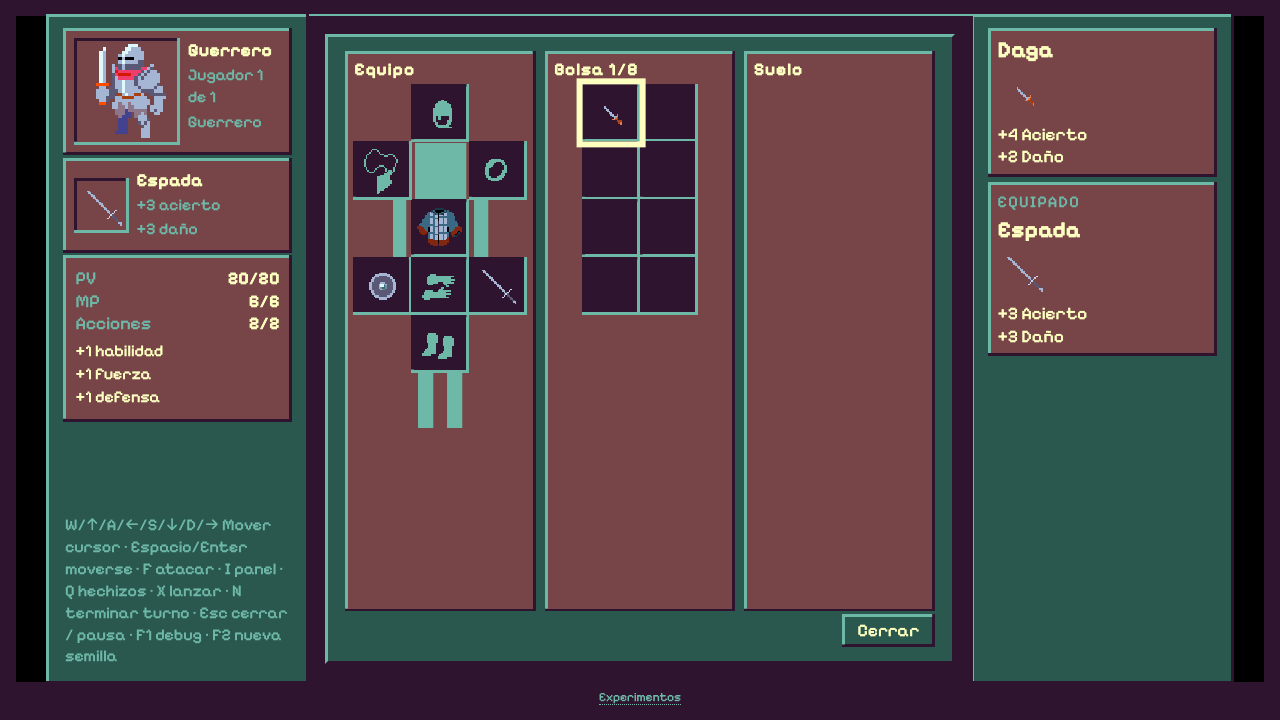 Guerrero
Jugador 1
de 1
Guerrero
Espada
+3 acierto
+3 daño
PV 80/80
MP 6/6
Acciones 2/2
+1 habilidad
+1 fuerza
+1 defensa
W/↑/A/←/S/↓/D/→ Mover
cursor · Espacio/Enter
moverse · F atacar · I panel ·
Q hechizos · X lanzar · N
terminar turno · Esc cerrar
/ pausa · F1 debug · F2 nueva
semilla
Equipo
Bolsa 1/8
Suelo
Cerrar
Daga
+4 Acierto
+2 Daño
EQUIPADO
Espada
+3 Acierto
+3 Daño
Experimentos